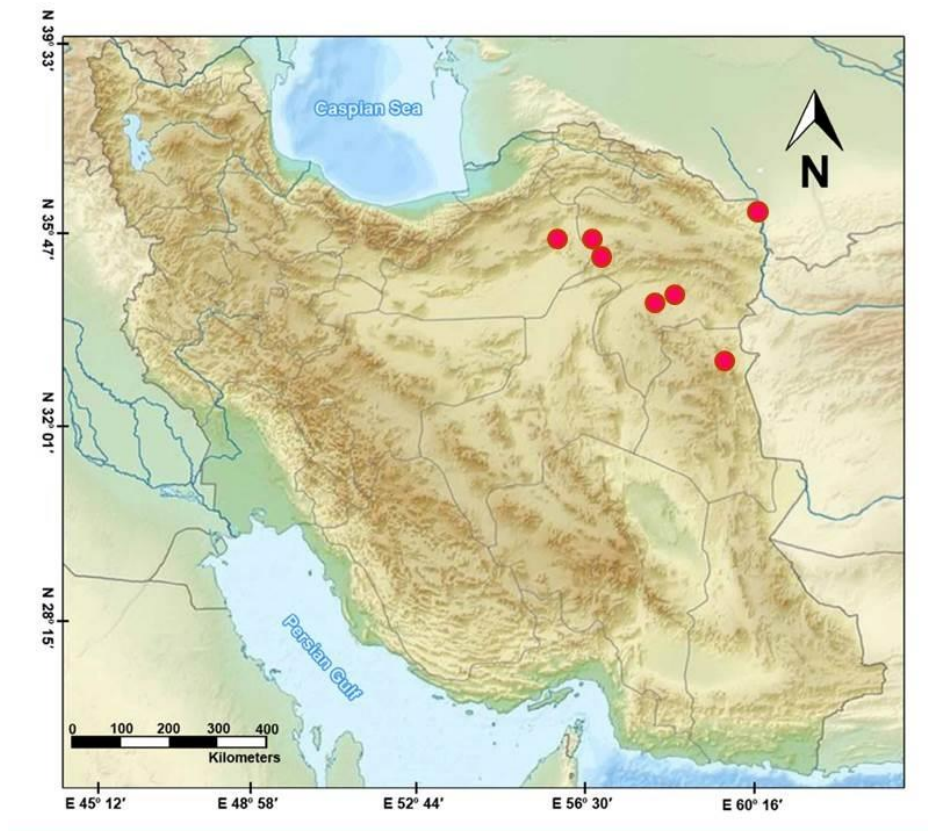 N 39° 33'
Caspian Sea
N
N 35° 47'
N 32° 01'
N 28° 15'
Persian Gulf
0 100 200 300 400
Kilometers
E 45° 12' E 48° 58' E 52° 44' E 56° 30' E 60° 16'